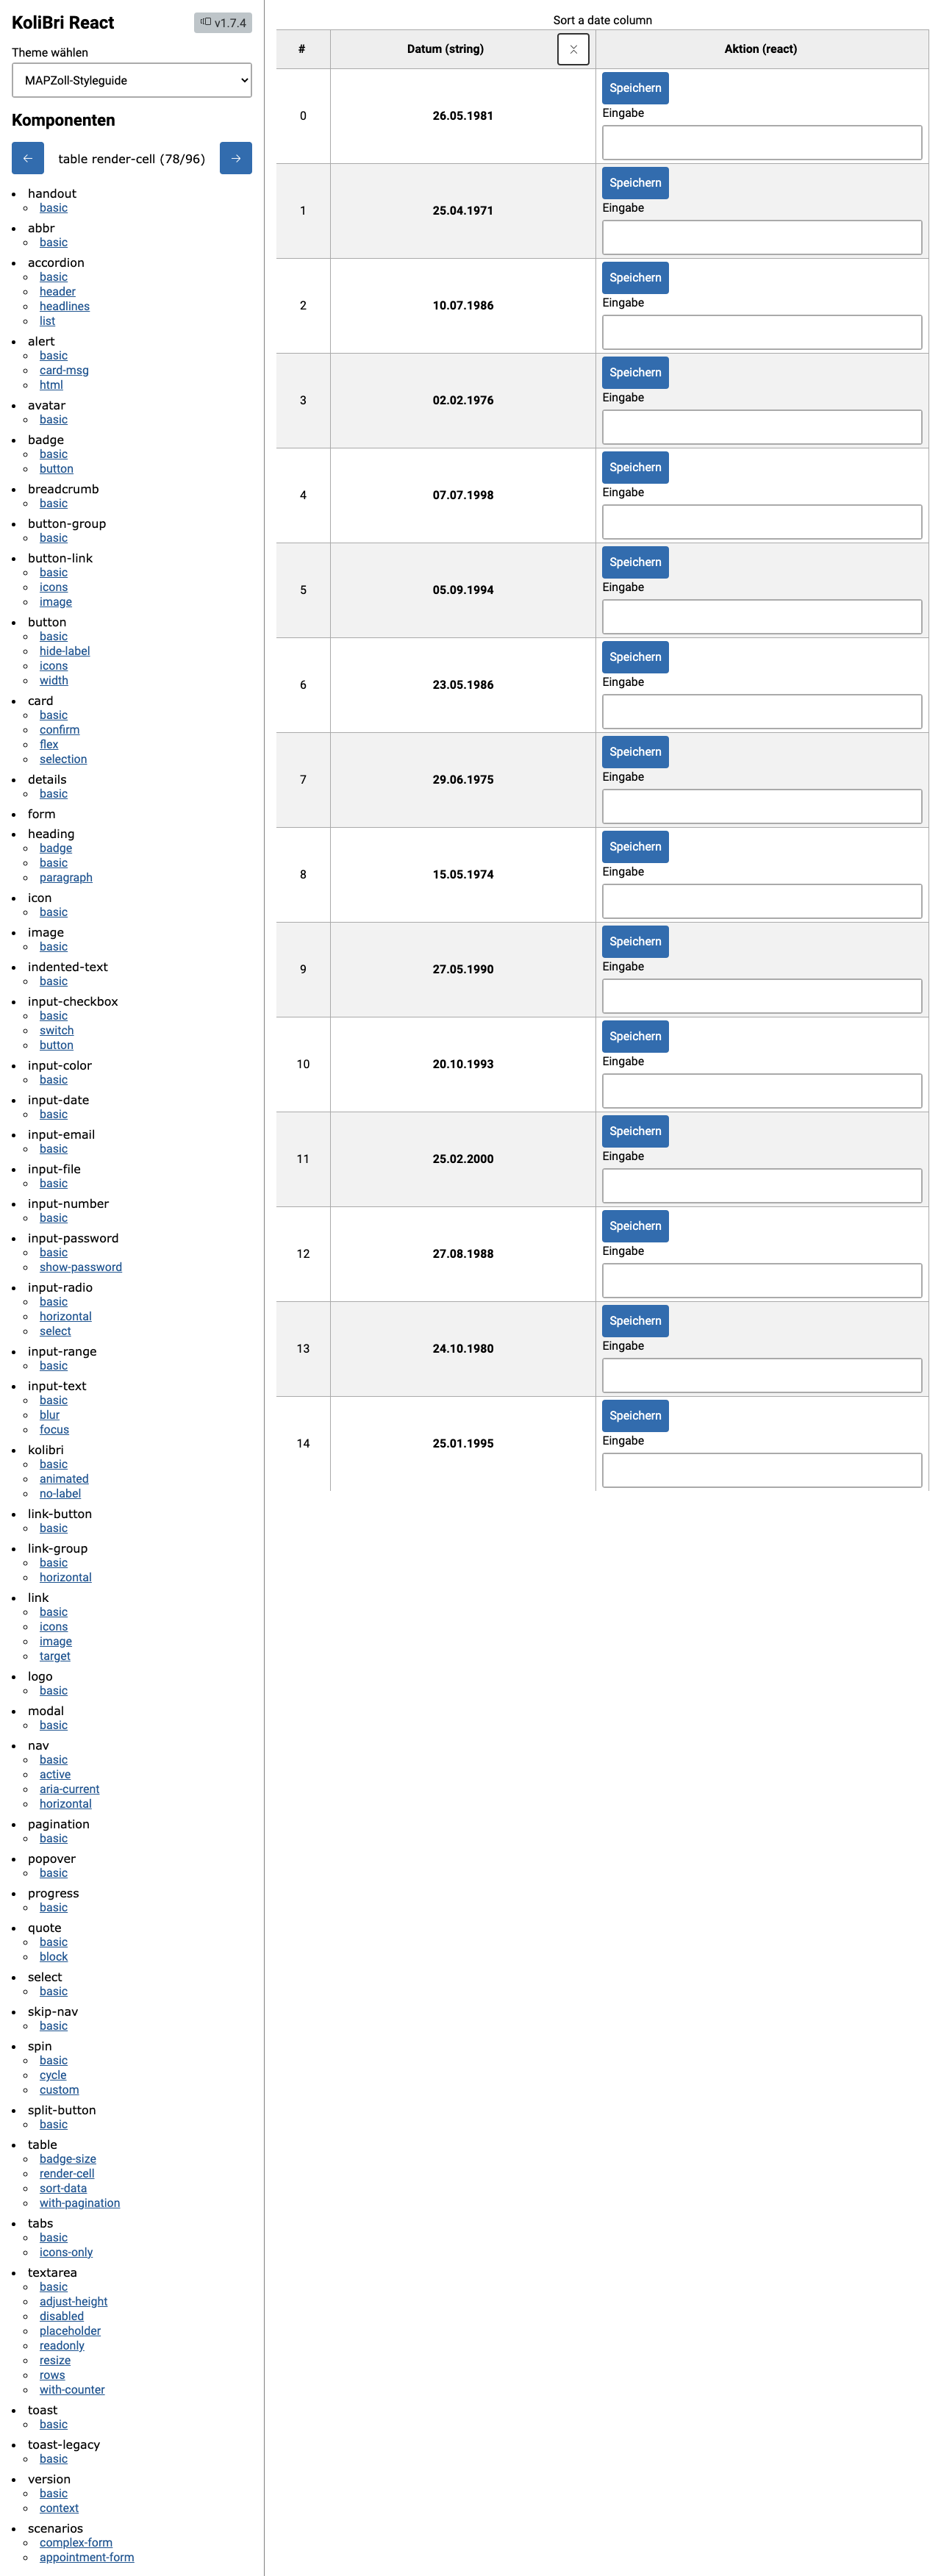 KoliBri React
v1.7.4
Theme wählen
MAPZoll-Styleguide
Komponenten
← table render-cell (78/96) →
handout
basic
abbr
basic
accordion
basic
header
headlines
list
alert
basic
card-msg
html
avatar
basic
badge
basic
button
breadcrumb
basic
button-group
basic
button-link
basic
icons
image
button
basic
hide-label
icons
width
card
basic
confirm
flex
selection
details
basic
form
heading
badge
basic
paragraph
icon
basic
image
basic
indented-text
basic
input-checkbox
basic
switch
button
input-color
basic
input-date
basic
input-email
basic
input-file
basic
input-number
basic
input-password
basic
show-password
input-radio
basic
horizontal
select
input-range
basic
input-text
basic
blur
focus
kolibri
basic
animated
no-label
link-button
basic
link-group
basic
horizontal
link
basic
icons
image
target
logo
basic
modal
basic
nav
basic
active
aria-current
horizontal
pagination
basic
popover
basic
progress
basic
quote
basic
block
select
basic
skip-nav
basic
spin
basic
cycle
custom
split-button
basic
table
badge-size
render-cell
sort-data
with-pagination
tabs
basic
icons-only
textarea
basic
adjust-height
disabled
placeholder
readonly
resize
rows
with-counter
toast
basic
toast-legacy
basic
version
basic
context
scenarios
complex-form
appointment-form
Sort a date column
# Datum (string) Aktion (react)
0 26.05.1981 Speichern
Eingabe
1 25.04.1971 Speichern
Eingabe
2 10.07.1986 Speichern
Eingabe
3 02.02.1976 Speichern
Eingabe
4 07.07.1998 Speichern
Eingabe
5 05.09.1994 Speichern
Eingabe
6 23.05.1986 Speichern
Eingabe
7 29.06.1975 Speichern
Eingabe
8 15.05.1974 Speichern
Eingabe
9 27.05.1990 Speichern
Eingabe
10 20.10.1993 Speichern
Eingabe
11 25.02.2000 Speichern
Eingabe
12 27.08.1988 Speichern
Eingabe
13 24.10.1980 Speichern
Eingabe
14 25.01.1995 Speichern
Eingabe